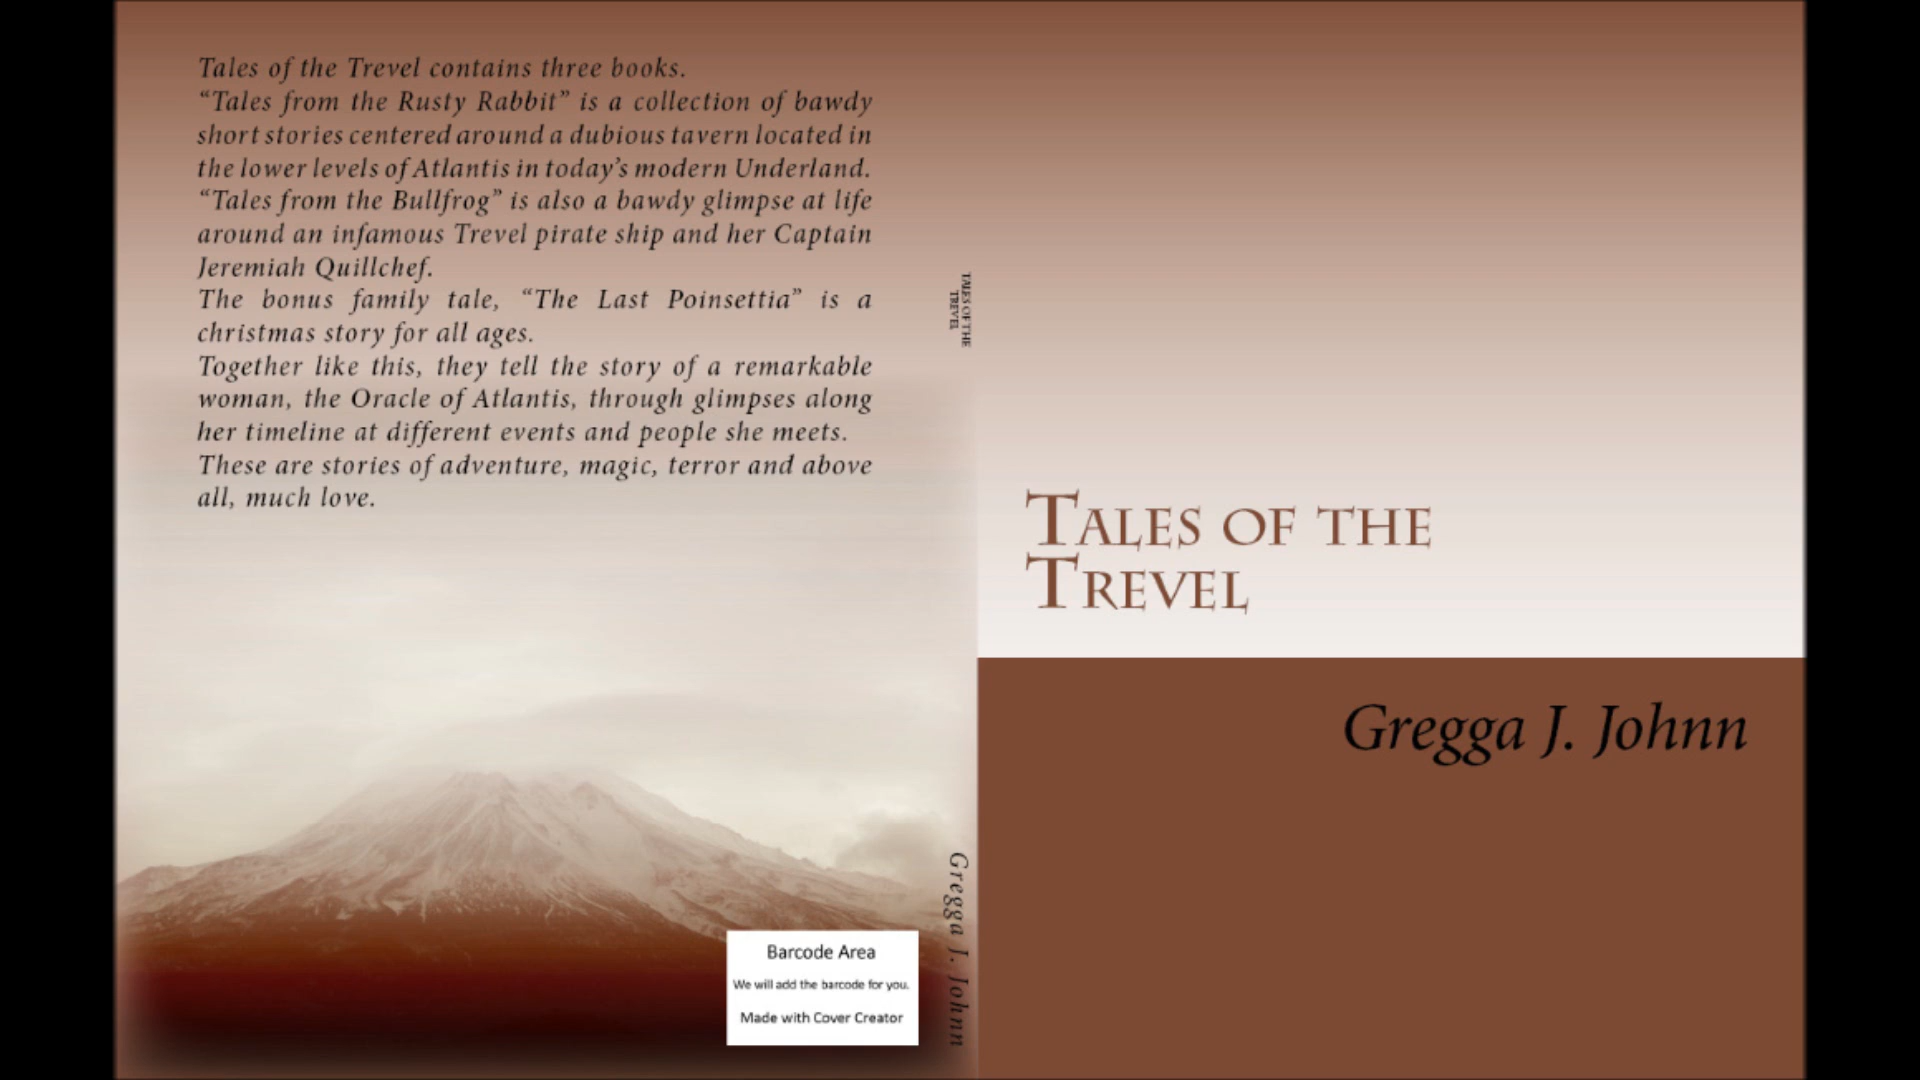 Tales of the Trevel contains three books.
“Tales from the Rusty Rabbit” is a collection of bawdy
short stories centered around a dubious tavern located in
the lower levels of Atlantis in today’s modern Underland.
“Tales from the Bullfrog” is also a bawdy glimpse at life
around an infamous Trevel pirate ship and her Captain
Jeremiah Quillchef.
The bonus family tale, “The Last Poinsettia” is a
christmas story for all ages.
Together like this, they tell the story of a remarkable
woman, the Oracle of Atlantis, through glimpses along
her timeline at different events and people she meets.
These are stories of adventure, magic, terror and above
all, much love.
Barcode Area
We will add the barcode for you.
Made with Cover Creator
TALES OF THE
TREVEL
Gregga J. Johnn
TALES OF THE
TREVEL
Gregga J. Johnn